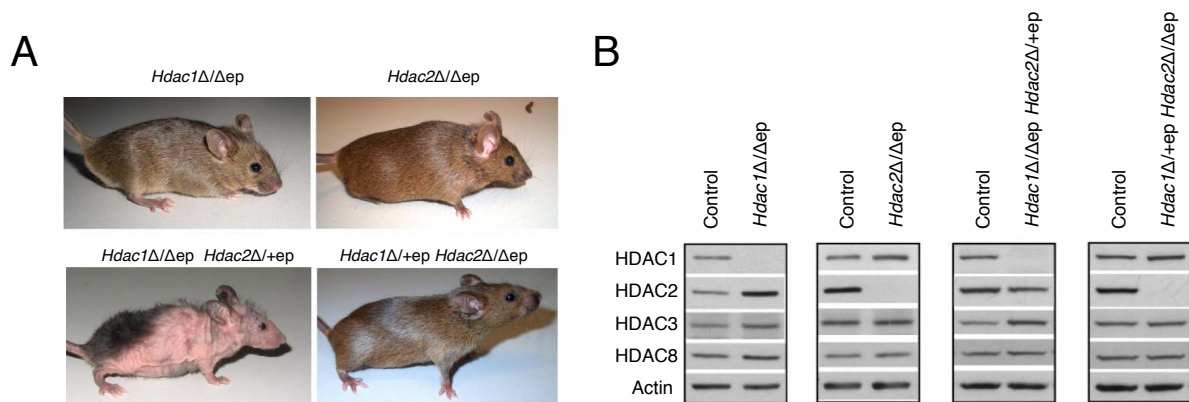 A
Hdac1Δ/Δep
Hdac2Δ/Δep
Hdac1Δ/Δep Hdac2Δ/+ep
Hdac1Δ/+ep Hdac2Δ/Δep
B
Control
Hdac1Δ/Δep
Control
Hdac2Δ/Δep
Control
Hdac1Δ/Δep Hdac2Δ/+ep
Control
Hdac1Δ/+ep Hdac2Δ/Δep
HDAC1
HDAC2
HDAC3
HDAC8
Actin